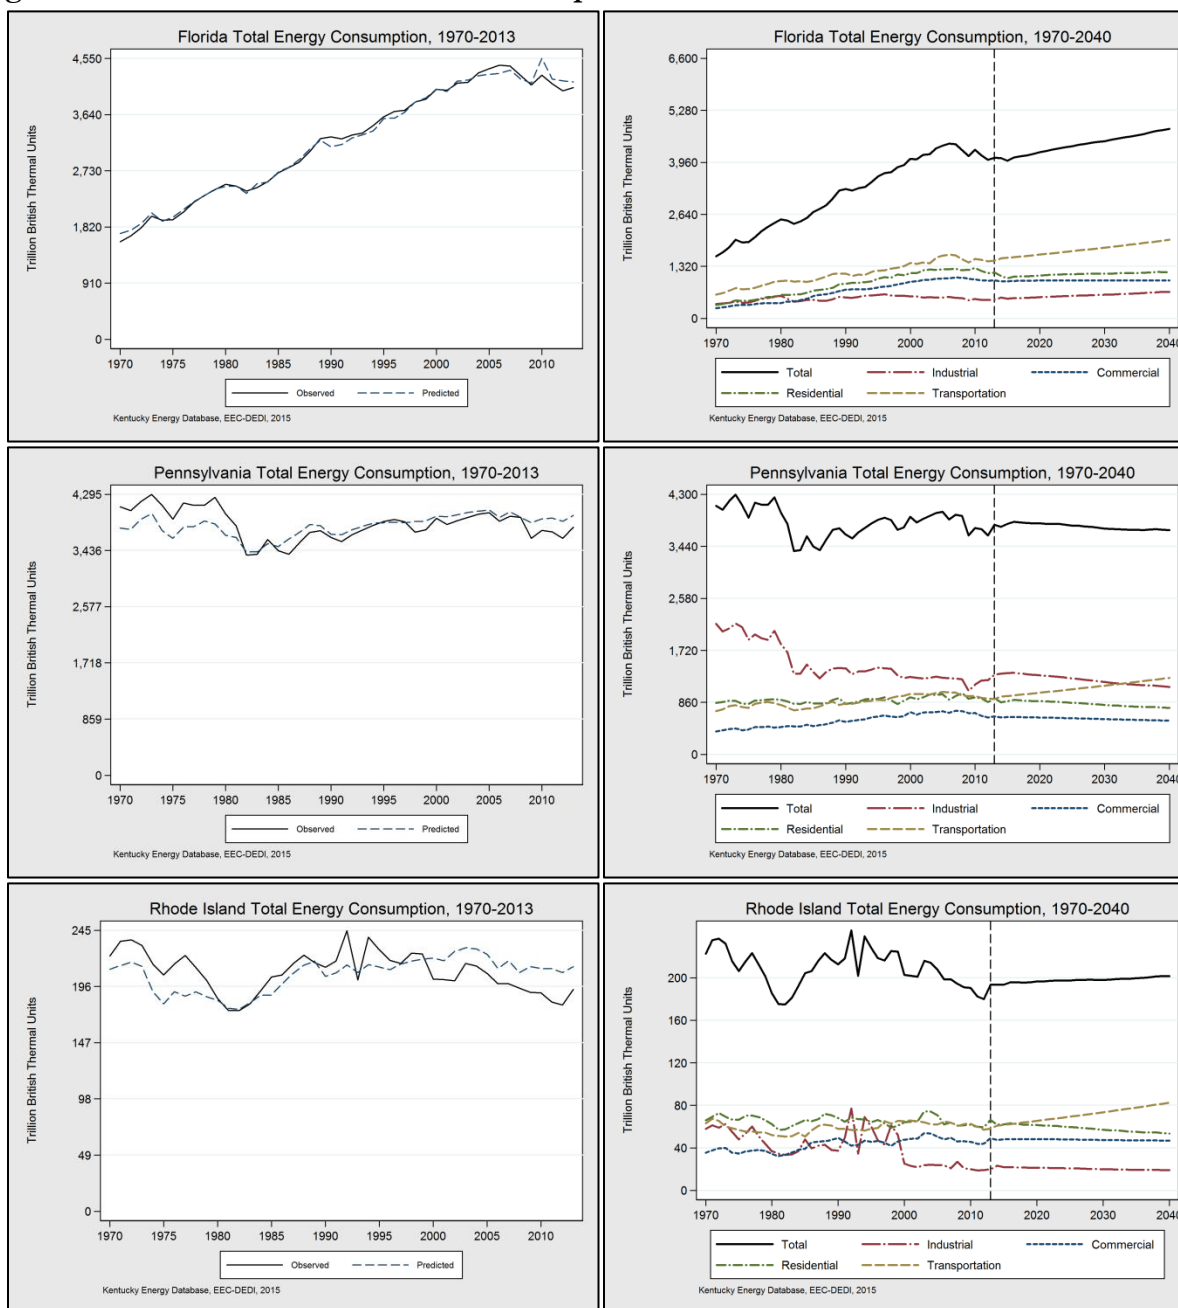 Florida Total Energy Consumption, 1970-2013
Trillion British Thermal Units
4,550
3,640
2,730
1,820
910
0
1970 1975 1980 1985 1990 1995 2000 2005 2010
Observed Predicted
Kentucky Energy Database, EEC-DEDI, 2015
Florida Total Energy Consumption, 1970-2040
Trillion British Thermal Units
6,600
5,280
3,960
2,640
1,320
0
1970 1980 1990 2000 2010 2020 2030 2040
Total Industrial Commercial
Residential Transportation
Kentucky Energy Database, EEC-DEDI, 2015
Pennsylvania Total Energy Consumption, 1970-2013
Trillion British Thermal Units
4,295
3,436
2,577
1,718
859
0
1970 1975 1980 1985 1990 1995 2000 2005 2010
Observed Predicted
Kentucky Energy Database, EEC-DEDI, 2015
Pennsylvania Total Energy Consumption, 1970-2040
Trillion British Thermal Units
4,300
3,440
2,580
1,720
860
0
1970 1980 1990 2000 2010 2020 2030 2040
Total Industrial Commercial
Residential Transportation
Kentucky Energy Database, EEC-DEDI, 2015
Rhode Island Total Energy Consumption, 1970-2013
Trillion British Thermal Units
245
196
147
98
49
0
1970 1975 1980 1985 1990 1995 2000 2005 2010
Observed Predicted
Kentucky Energy Database, EEC-DEDI, 2015
Rhode Island Total Energy Consumption, 1970-2040
Trillion British Thermal Units
200
160
120
80
40
0
1970 1980 1990 2000 2010 2020 2030 2040
Total Industrial Commercial
Residential Transportation
Kentucky Energy Database, EEC-DEDI, 2015